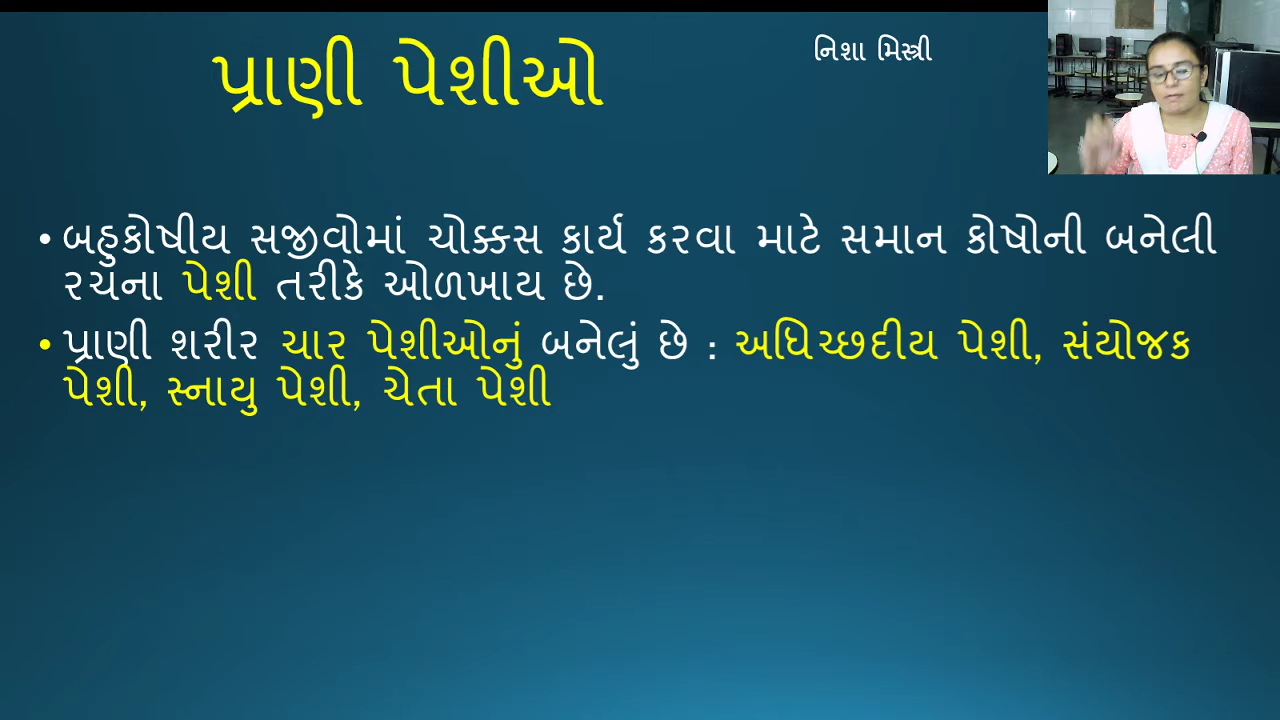 પ્રાણી પેશીઓ
નિશા મિસ્ત્રી
• બહુકોષીય સજીવોમાં ચોક્કસ કાર્ય કરવા માટે સમાન કોષોની બનેલી
રચના પેશી તરીકે ઓળખાય છે.
• પ્રાણી શરીર ચાર પેશીઓનું બનેલું છે : અધિચ્છદીય પેશી, સંયોજક
પેશી, સ્નાયુ પેશી, ચેતા પેશી